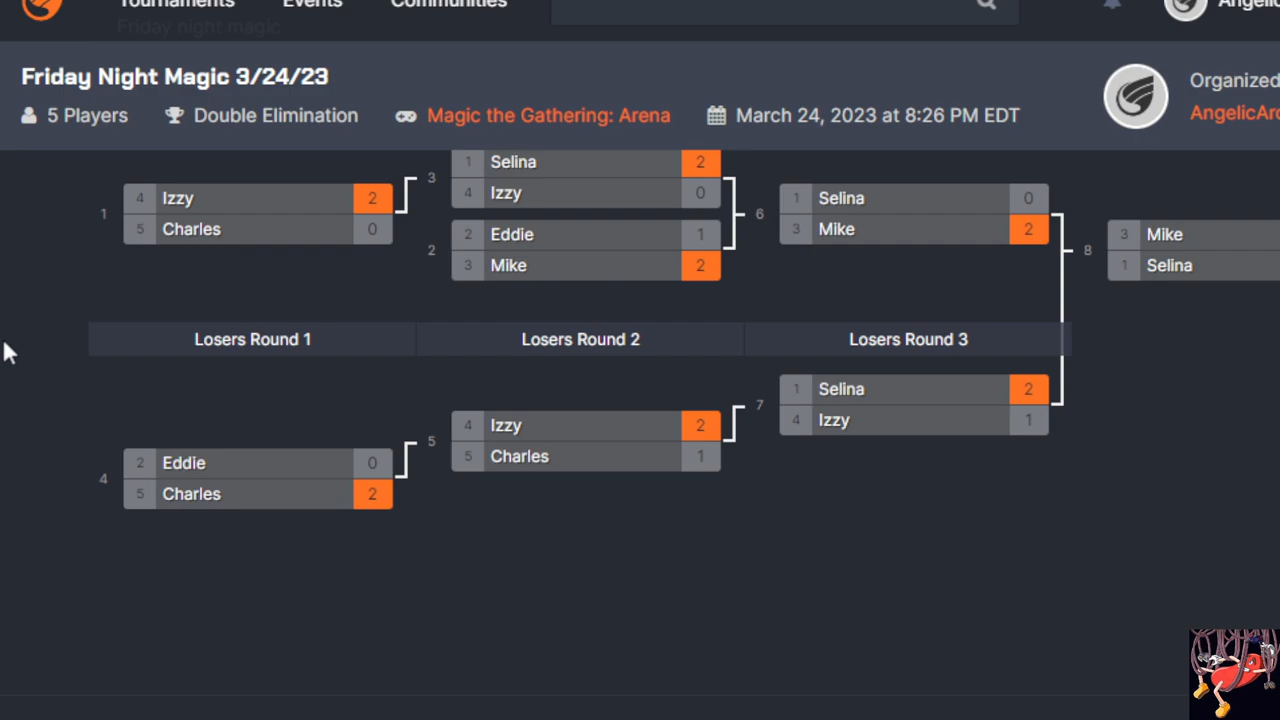 Tournaments Events Communities
Friday night magic
Friday Night Magic 3/24/23
5 Players Double Elimination Magic the Gathering: Arena March 24, 2023 at 8:26 PM EDT
Organized
1
4 Izzy 2
5 Charles 0
3
1 Selina 2
4 Izzy 0
2
2 Eddie 1
3 Mike 2
6
1 Selina 0
3 Mike 2
8
3 Mike
1 Selina
Losers Round 1 Losers Round 2 Losers Round 3
4
2 Eddie 0
5 Charles 2
5
4 Izzy 2
5 Charles 1
7
1 Selina 2
4 Izzy 1